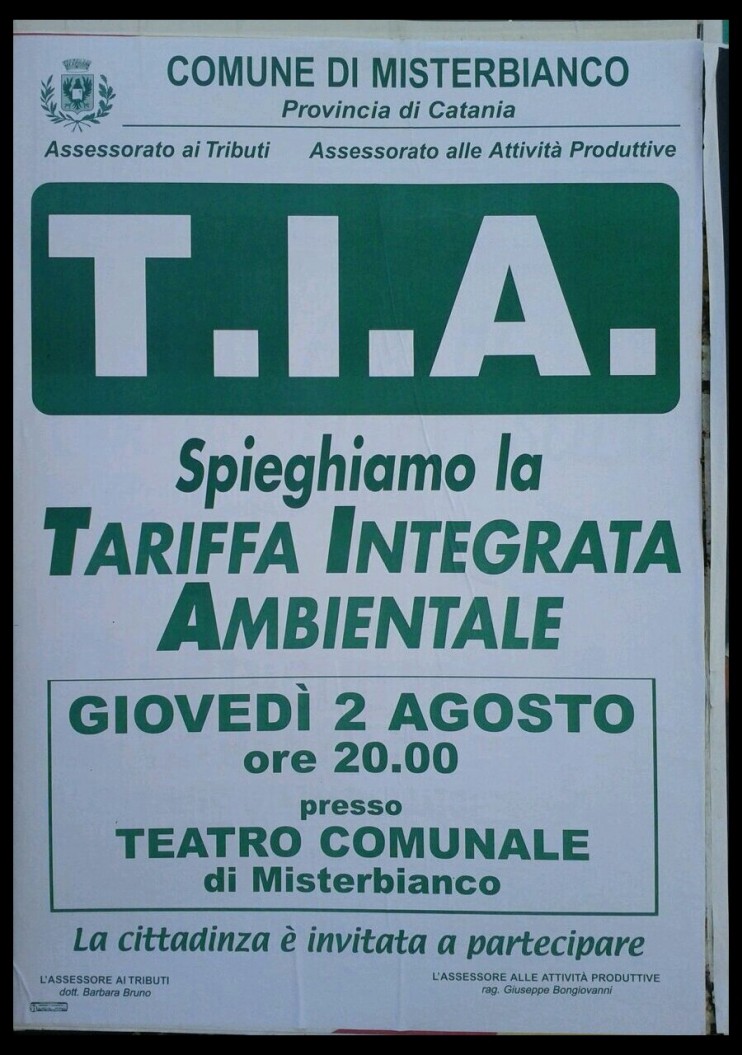 COMUNE DI MISTERBIANCO
Provincia di Catania
Assessorato ai Tributi Assessorato alle Attività Produttive
T.I.A.
Spieghiamo la
TARIFFA INTEGRATA
AMBIENTALE
GIOVEDÌ 2 AGOSTO
ore 20.00
presso
TEATRO COMUNALE
di Misterbianco
La cittadinza è invitata a partecipare
L'ASSESSORE AI TRIBUTI
dott. Barbara Bruno
L'ASSESSORE ALLE ATTIVITÀ PRODUTTIVE
rag. Giuseppe Bongiovanni